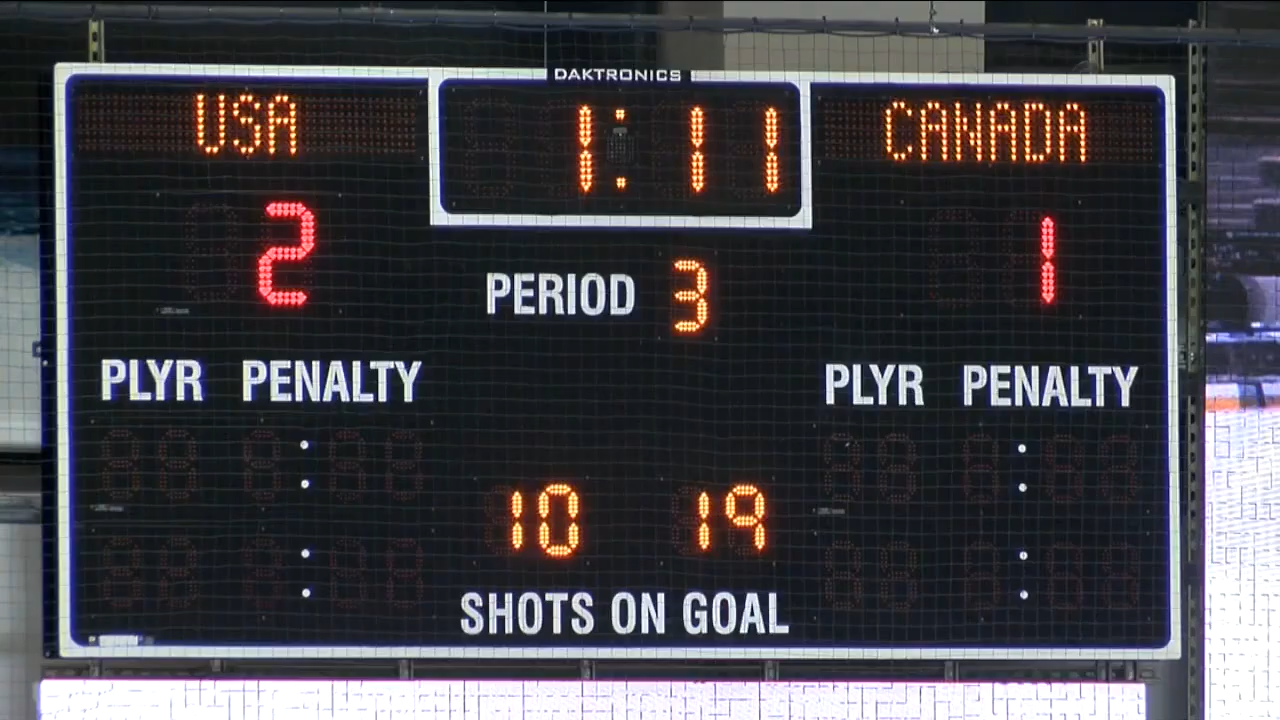 DAKTRONICS
USA 1:11 CANADA
2 1
PERIOD 3
PLYR PENALTY PLYR PENALTY
10 19
SHOTS ON GOAL